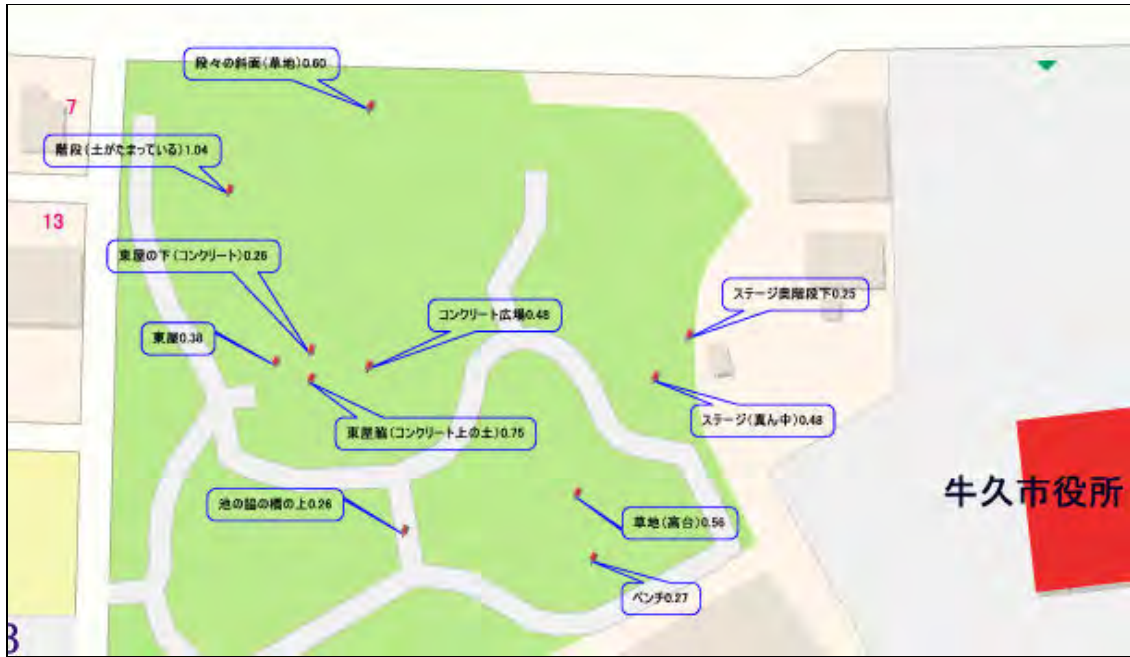 段々の斜面(草地)0.60
7
階段(土がたまっている)1.04
13
東屋の下(コンクリート)0.26
ステージ奥階段下0.25
コンクリート広場0.48
東屋0.38
ステージ(真ん中)0.48
東屋脇(コンクリート上の土)0.75
牛久市役所
池の脇の橋の上0.26
草地(高台)0.56
ベンチ0.27
3